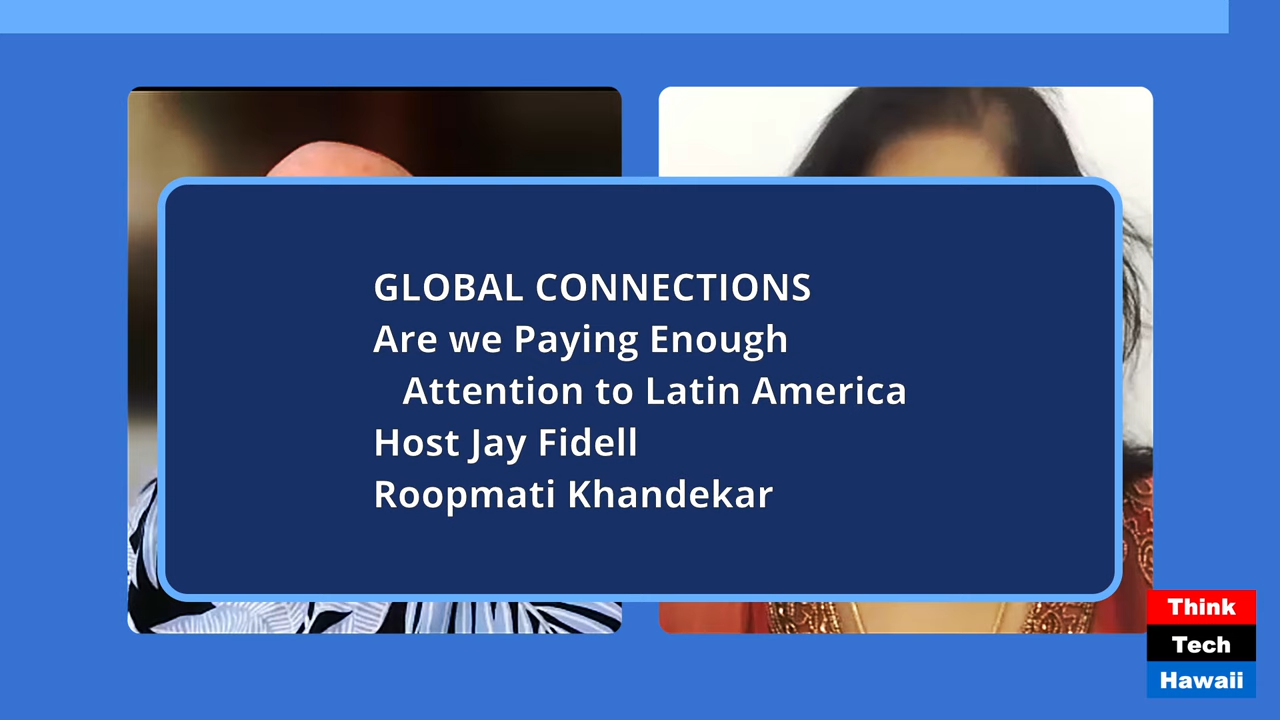 GLOBAL CONNECTIONS
Are we Paying Enough
Attention to Latin America
Host Jay Fidell
Roopmati Khandekar
Think
Tech
Hawaii